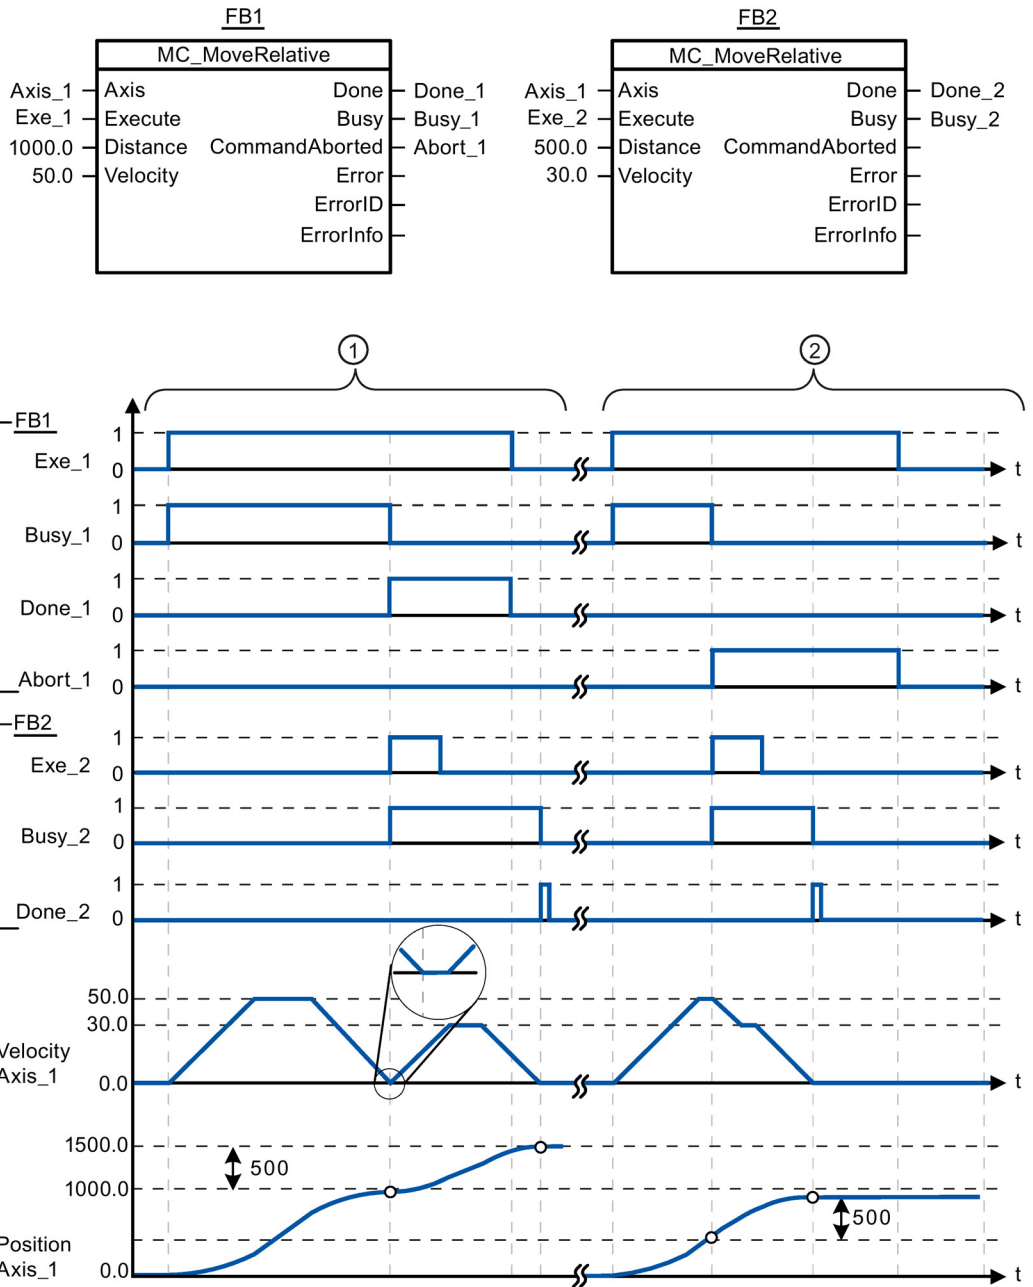 FB1 FB2
MC_MoveRelative MC_MoveRelative
Axis_1 Axis Done Done_1 Axis_1 Axis Done Done_2
Exe_1 Execute Busy Busy_1 Exe_2 Execute Busy Busy_2
1000.0 Distance CommandAborted Abort_1 500.0 Distance CommandAborted
50.0 Velocity Error 30.0 Velocity Error
ErrorID ErrorID
ErrorInfo ErrorInfo
1 2
FB1
1
Exe_1
0 t
1
Busy_1
0 t
1
Done_1
0 t
1
Abort_1
0 t
FB2
1
Exe_2
0 t
1
Busy_2
0 t
1
Done_2
0 t
50.0
30.0
Velocity
Axis_1
0.0 t
1500.0
500
1000.0
500
Position
Axis_1
0.0 t